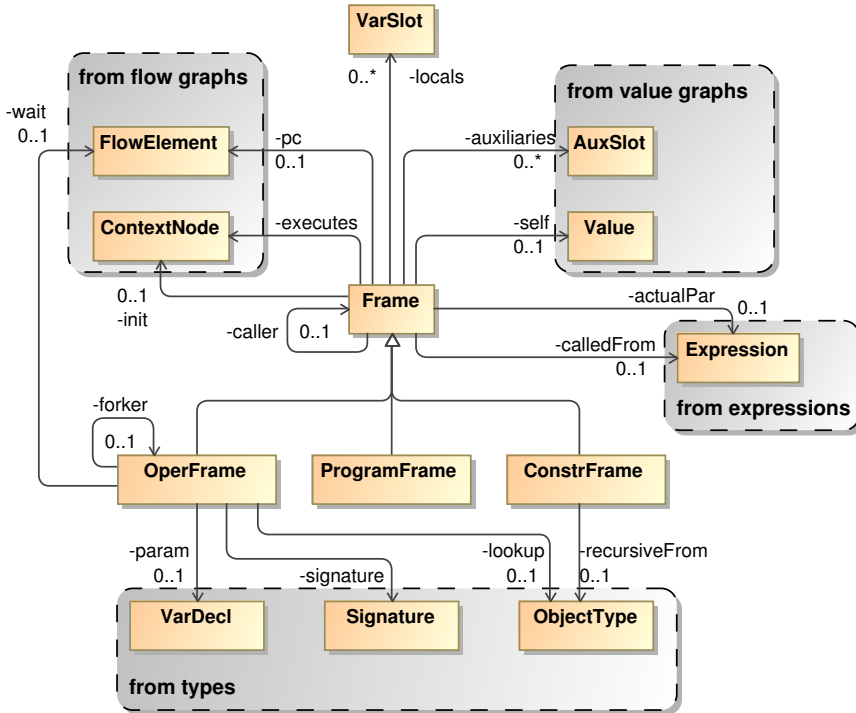 VarSlot
0..*
-locals
from flow graphs
from value graphs
-wait
0..1
FlowElement
-pc
0..1
-auxiliaries
0..*
AuxSlot
ContextNode
-executes
-self
0..1
Value
0..1
-init
Frame
-caller
0..1
-actualPar
0..1
-calledFrom
0..1
Expression
from expressions
-forker
0..1
OperFrame
ProgramFrame
ConstrFrame
-param
0..1
-signature
-lookup
0..1
-recursiveFrom
0..1
VarDecl
Signature
ObjectType
from types